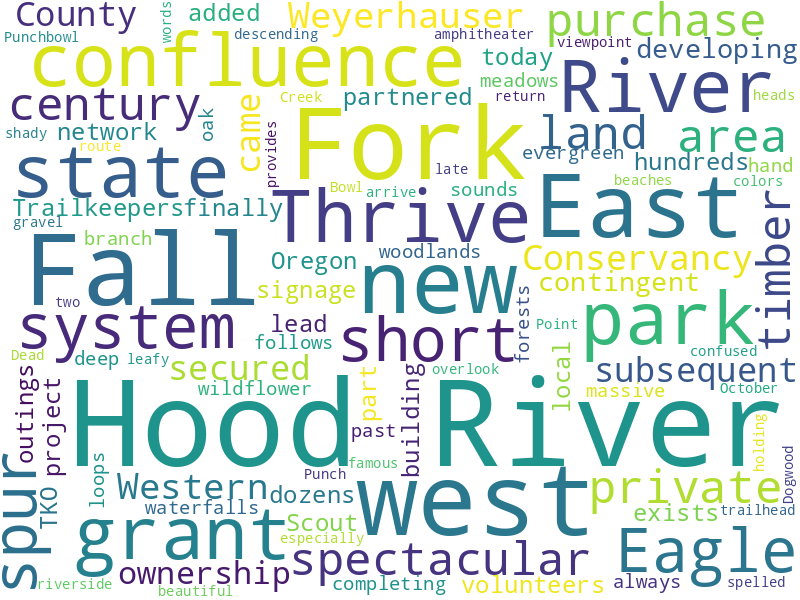 County
words
added
Weyerhauser
purchase
Punchbowl
descending
amphitheater
viewpoint
developing
confluence
today
River
century
Creek
partnered
meadows
return
heads
shady
network
oak
came
provides
Fork
land
area
route
evergreen
hundreds
hand
state
late
Bowl
arrive
sounds
beaches
colors
Trailkeepersfinally
Thrive
East
timber
gravel
branch
woodlands
Fall
Oregon
new
Conservancy
signage
contingent
two
forests
park
system
lead
short
Point
follows
confused
Dead
deep
leafy
secured
overlook
local
subsequent
outings
project
wildflower
part
building
massive
October
Hood River
past
holding
spur
TKO
loops
famous
Punch
west
Dogwood
Western
dozens
private
waterfalls
grant
Scout
exists
trailhead
especially
spectacular
Eagle
riverside
ownership
completing
volunteers
always
spelled
beautiful